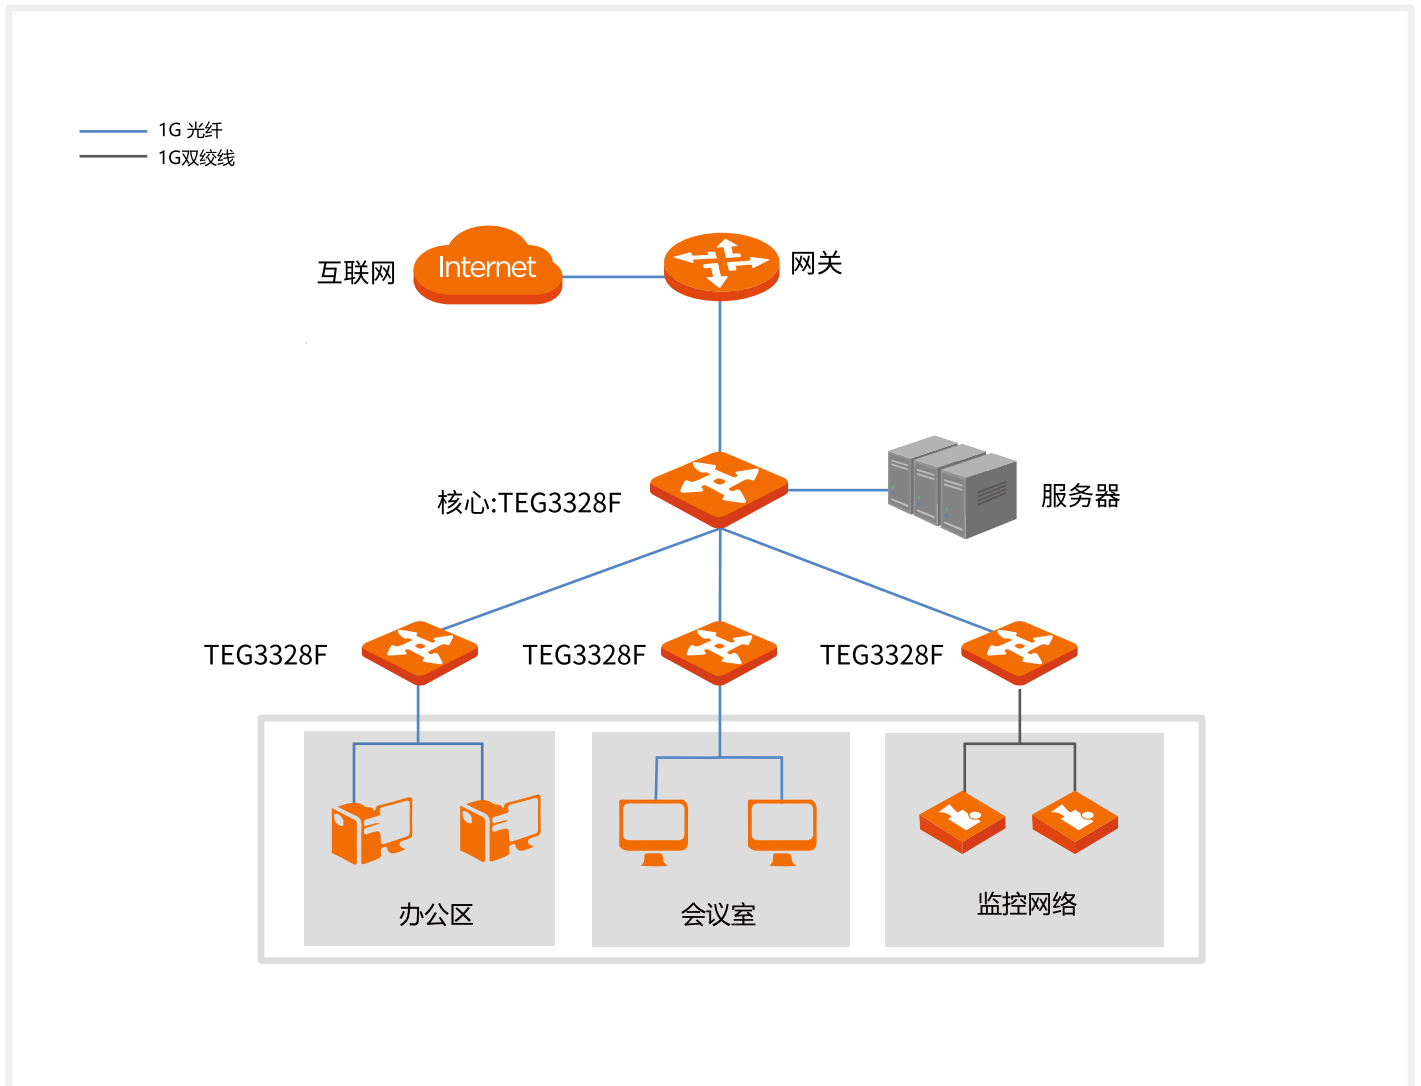 1G 光纤
1G双绞线
互联网
Internet
网关
核心:TEG3328F
服务器
TEG3328F
TEG3328F
TEG3328F
办公区
会议室
监控网络